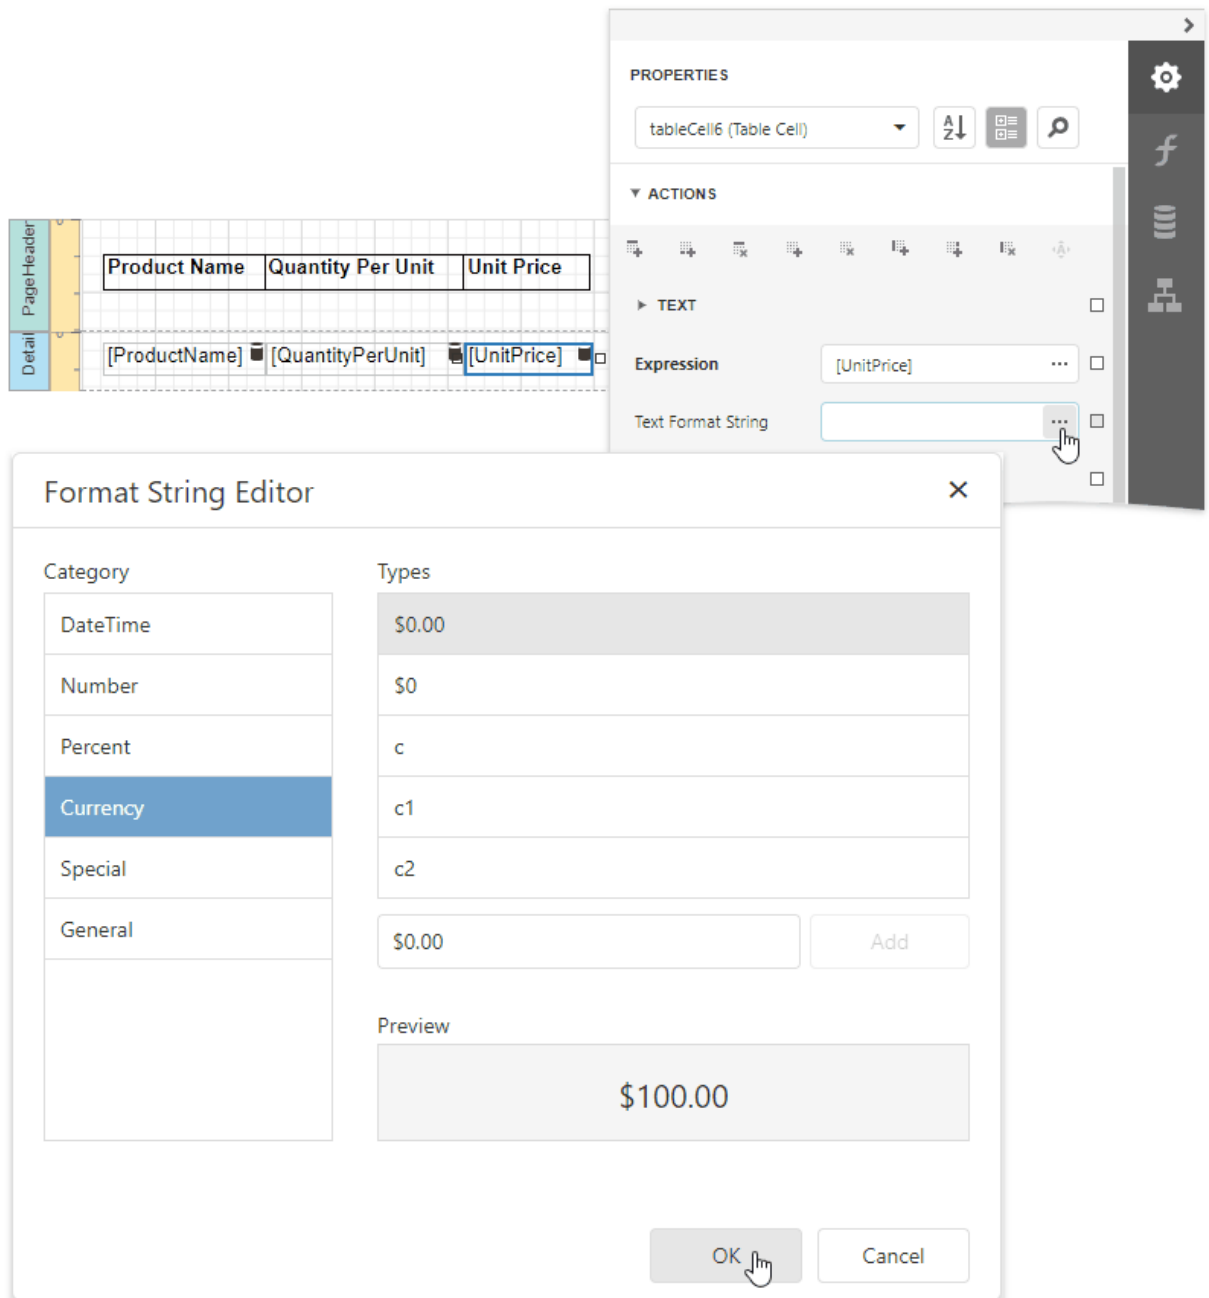 PROPERTIES
tableCell6 (Table Cell)
ACTIONS
PageHeader
Product Name Quantity Per Unit Unit Price
TEXT
Detail
[ProductName] [QuantityPerUnit] [UnitPrice]
Expression [UnitPrice] ...
Text Format String ...
Format String Editor
Category Types
DateTime $0.00
Number $0
Percent c
Currency c1
Special c2
General
$0.00 Add
Preview
$100.00
OK Cancel